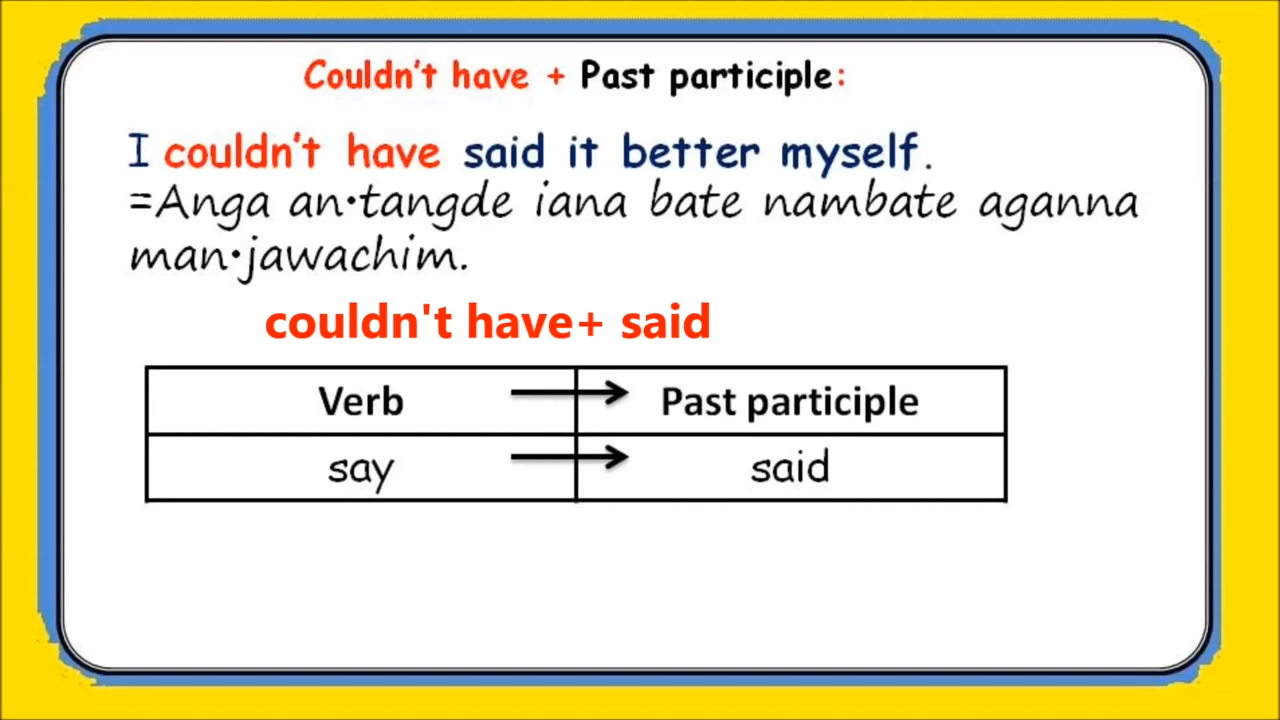 Couldn't have + Past participle:
I couldn't have said it better myself.
=Anga an•tangde iana bate nambate aganna
man•jawachim.
couldn't have+ said
Verb → Past participle
say → said